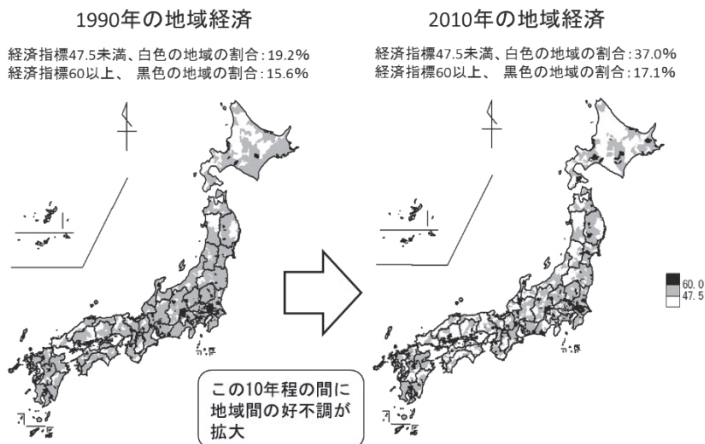 1990年の地域経済
経済指標47.5未満、白色の地域の割合:19.2%
経済指標60以上、 黒色の地域の割合:15.6%
2010年の地域経済
経済指標47.5未満、白色の地域の割合:37.0%
経済指標60以上、 黒色の地域の割合:17.1%
60.0
47.5
この10年程の間に
地域間の好不調が
拡大